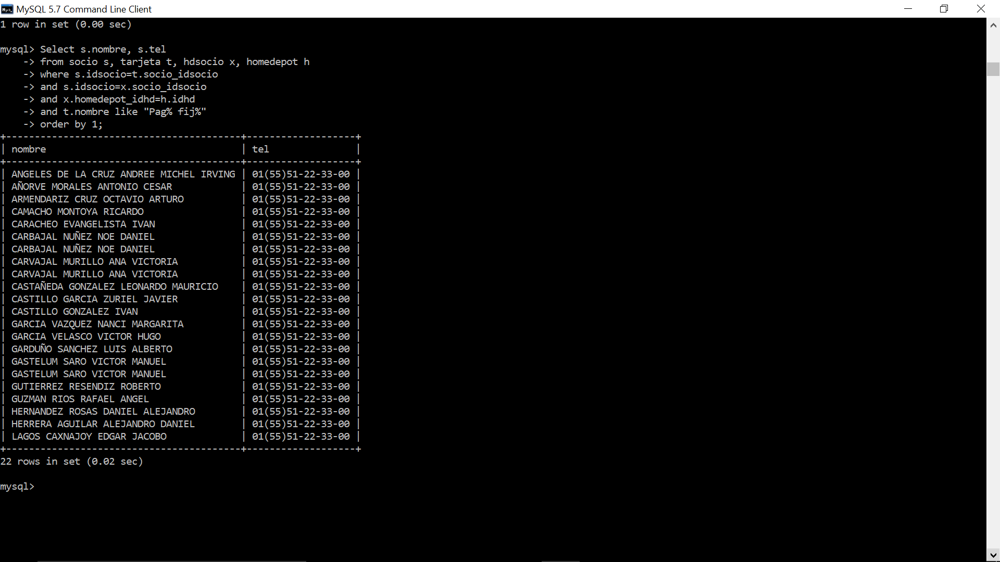 MySQL 5.7 Command Line Client
1 row in set (0.00 sec)
mysql> Select s.nombre, s.tel
    -> from socio s, tarjeta t, hdsocio x, homedepot h
    -> where s.idsocio=t.socio_idsocio
    -> and s.idsocio=x.socio_idsocio
    -> and x.homedepot_idhd=h.idhd
    -> and t.nombre like "Pag% fij%"
    -> order by 1;
+-----------------------------------------+-------------------+
| nombre                                  | tel               |
+-----------------------------------------+-------------------+
| ANGELES DE LA CRUZ ANDREE MICHEL IRVING | 01(55)51-22-33-00 |
| AÑORVE MORALES ANTONIO CESAR            | 01(55)51-22-33-00 |
| ARMENDARIZ CRUZ OCTAVIO ARTURO          | 01(55)51-22-33-00 |
| CAMACHO MONTOYA RICARDO                 | 01(55)51-22-33-00 |
| CARACHEO EVANGELISTA IVAN               | 01(55)51-22-33-00 |
| CARBAJAL NUÑEZ NOE DANIEL               | 01(55)51-22-33-00 |
| CARBAJAL NUÑEZ NOE DANIEL               | 01(55)51-22-33-00 |
| CARVAJAL MURILLO ANA VICTORIA           | 01(55)51-22-33-00 |
| CARVAJAL MURILLO ANA VICTORIA           | 01(55)51-22-33-00 |
| CASTAÑEDA GONZALEZ LEONARDO MAURICIO    | 01(55)51-22-33-00 |
| CASTILLO GARCIA ZURIEL JAVIER           | 01(55)51-22-33-00 |
| CASTILLO GONZALEZ IVAN                  | 01(55)51-22-33-00 |
| GARCIA VAZQUEZ NANCI MARGARITA          | 01(55)51-22-33-00 |
| GARCIA VELASCO VICTOR HUGO              | 01(55)51-22-33-00 |
| GARDUÑO SANCHEZ LUIS ALBERTO            | 01(55)51-22-33-00 |
| GASTELUM SARO VICTOR MANUEL             | 01(55)51-22-33-00 |
| GASTELUM SARO VICTOR MANUEL             | 01(55)51-22-33-00 |
| GUTIERREZ RESENDIZ ROBERTO              | 01(55)51-22-33-00 |
| GUZMAN RIOS RAFAEL ANGEL                | 01(55)51-22-33-00 |
| HERNANDEZ ROSAS DANIEL ALEJANDRO        | 01(55)51-22-33-00 |
| HERRERA AGUILAR ALEJANDRO DANIEL        | 01(55)51-22-33-00 |
| LAGOS CAXNAJOY EDGAR JACOBO             | 01(55)51-22-33-00 |
+-----------------------------------------+-------------------+
22 rows in set (0.02 sec)
mysql>